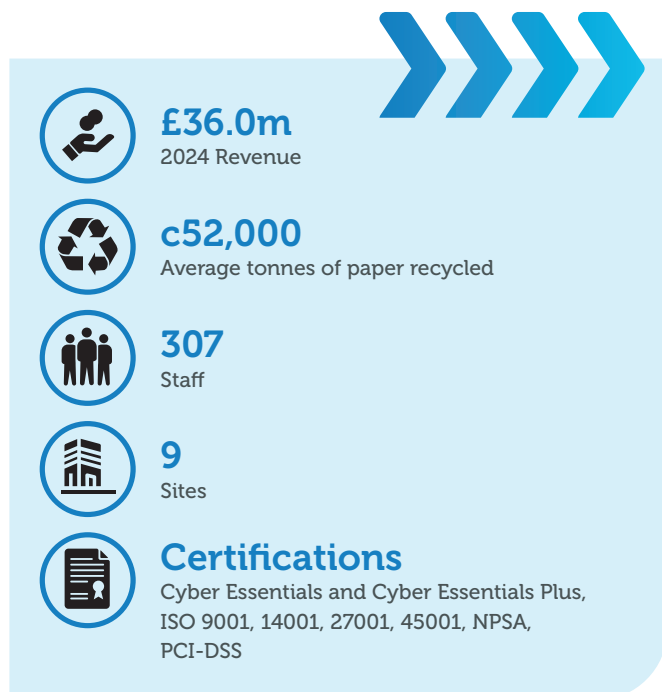 £36.0m
2024 Revenue
c52,000
Average tonnes of paper recycled
307
Staff
9
Sites
Certifications
Cyber Essentials and Cyber Essentials Plus,
ISO 9001, 14001, 27001, 45001, NPSA,
PCI-DSS